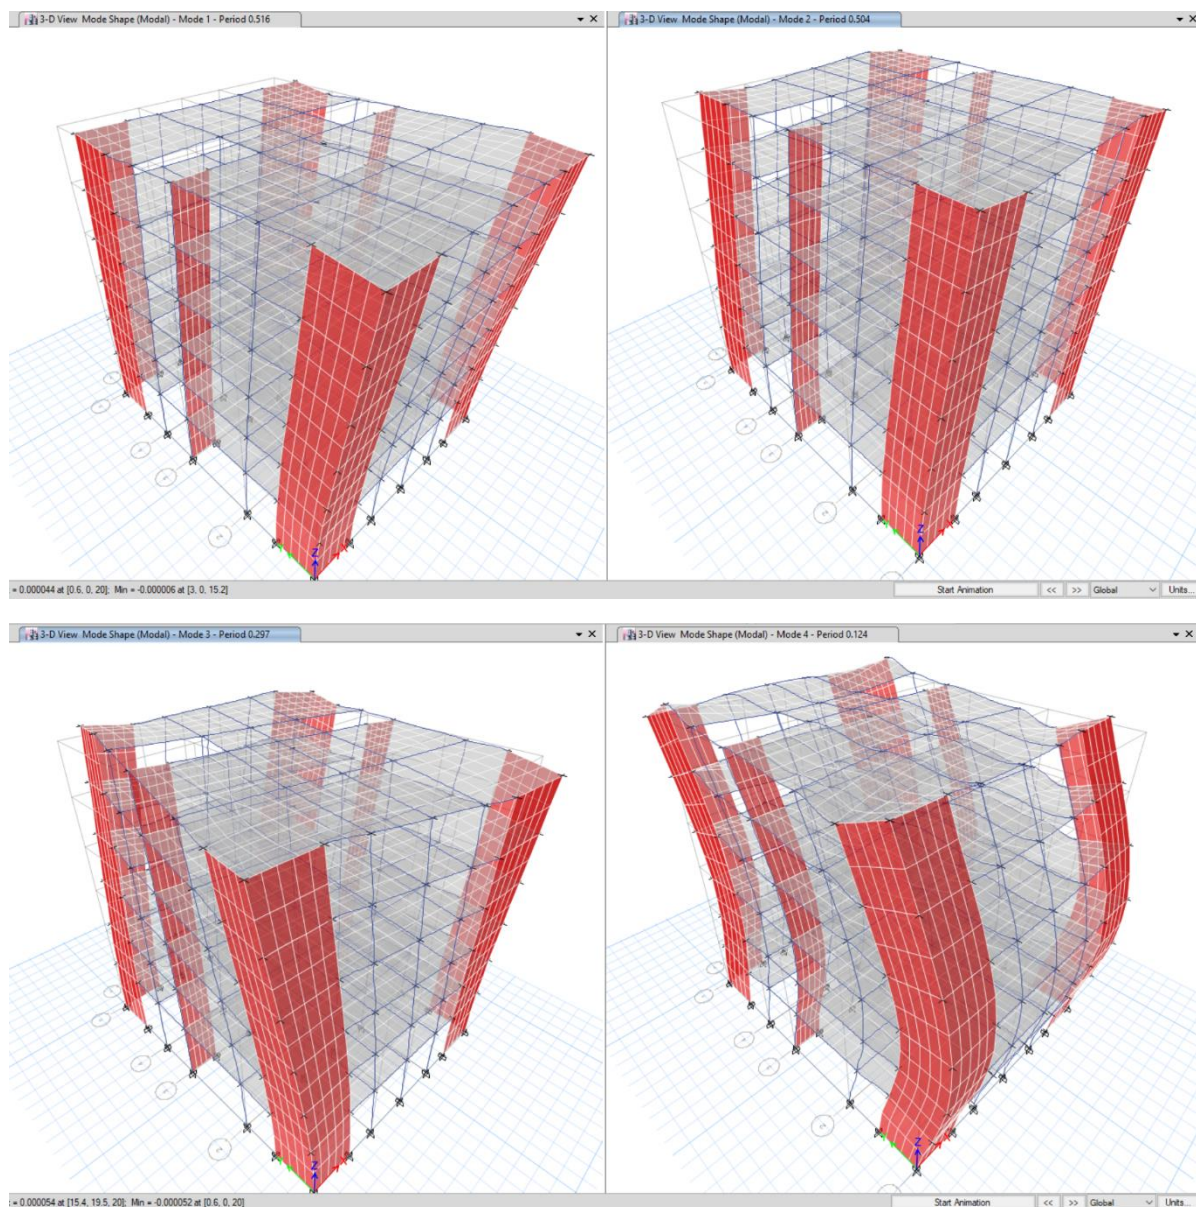 3-D View Mode Shape (Modal) - Mode 1 - Period 0.516
3-D View Mode Shape (Modal) - Mode 2 - Period 0.504
Z
Z
= 0.000044 at [0.6, 0, 20]; Min = -0.000006 at [3, 0, 15.2]
Start Animation << >> Global Units...
3-D View Mode Shape (Modal) - Mode 3 - Period 0.297
3-D View Mode Shape (Modal) - Mode 4 - Period 0.124
Z
Z
= 0.000054 at [15.4, 19.5, 20]; Min = -0.000052 at [0.6, 0, 20]
Start Animation << >> Global Units...